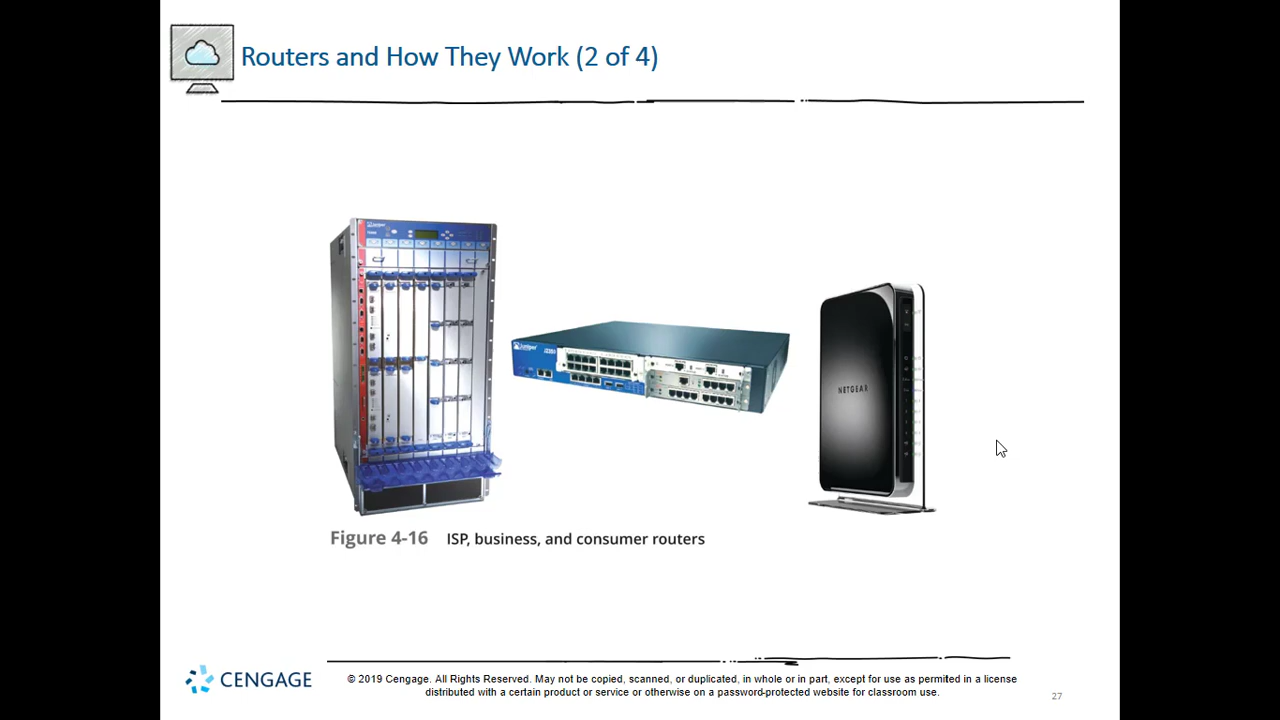 Routers and How They Work (2 of 4)
NETGEAR
Figure 4-16 ISP, business, and consumer routers
CENGAGE
© 2019 Cengage. All Rights Reserved. May not be copied, scanned, or duplicated, in whole or in part, except for use as permitted in a license
distributed with a certain product or service or otherwise on a password-protected website for classroom use.
27